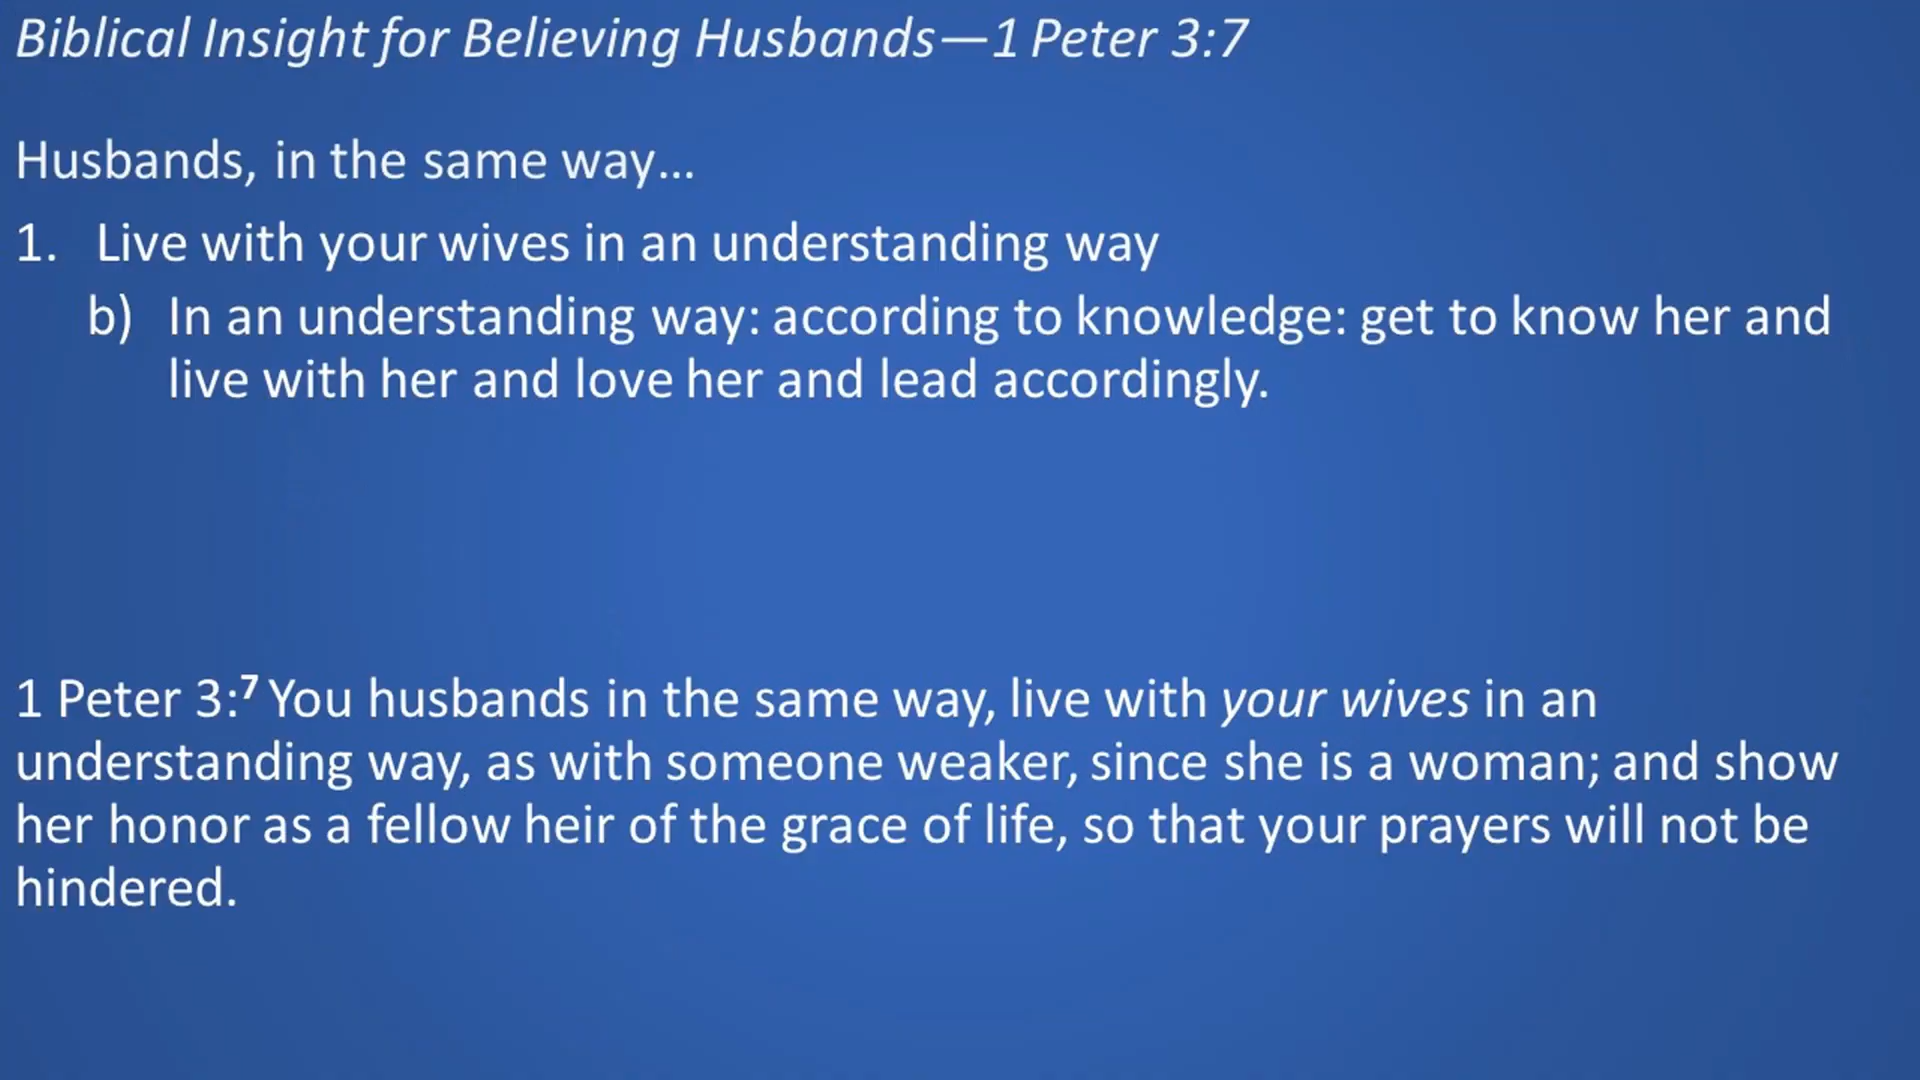 Biblical Insight for Believing Husbands—1 Peter 3:7
Husbands, in the same way…
1. Live with your wives in an understanding way
b) In an understanding way: according to knowledge: get to know her and
live with her and love her and lead accordingly.
1 Peter 3:⁷ You husbands in the same way, live with your wives in an
understanding way, as with someone weaker, since she is a woman; and show
her honor as a fellow heir of the grace of life, so that your prayers will not be
hindered.